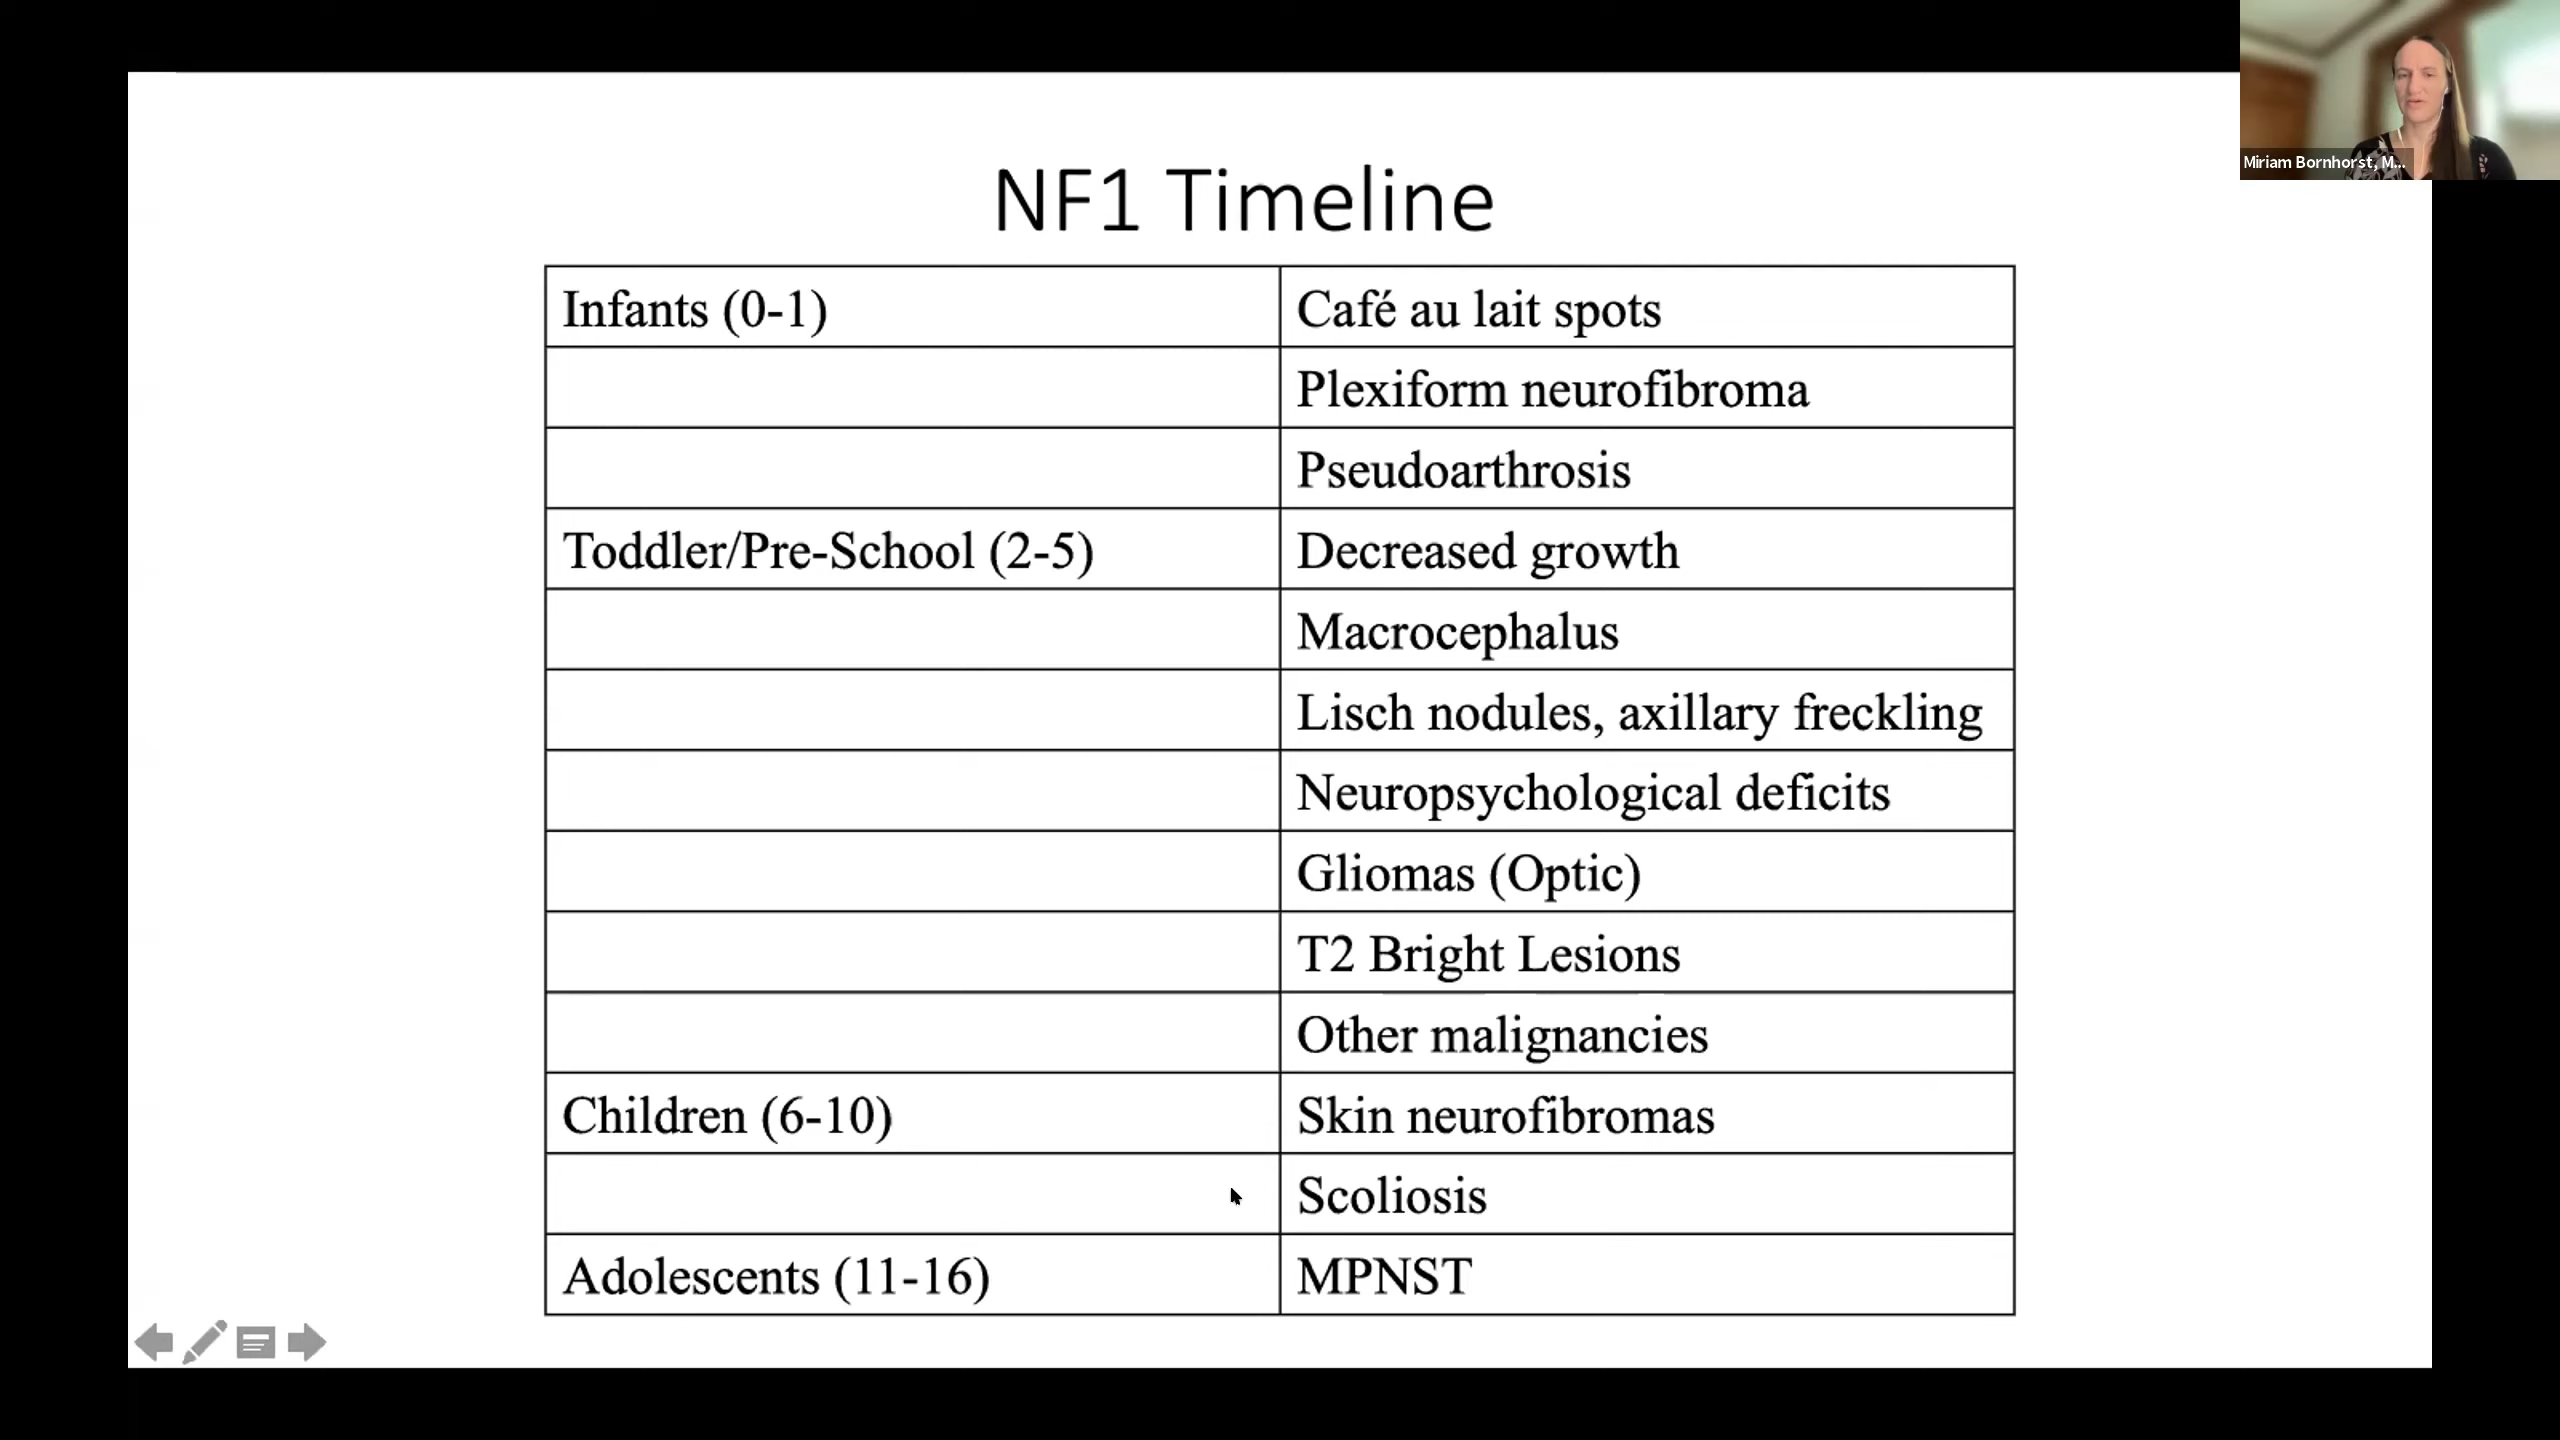 Miriam Bornhorst, M...
NF1 Timeline
Infants (0-1) Café au lait spots
Plexiform neurofibroma
Pseudoarthrosis
Toddler/Pre-School (2-5) Decreased growth
Macrocephalus
Lisch nodules, axillary freckling
Neuropsychological deficits
Gliomas (Optic)
T2 Bright Lesions
Other malignancies
Children (6-10) Skin neurofibromas
Scoliosis
Adolescents (11-16) MPNST